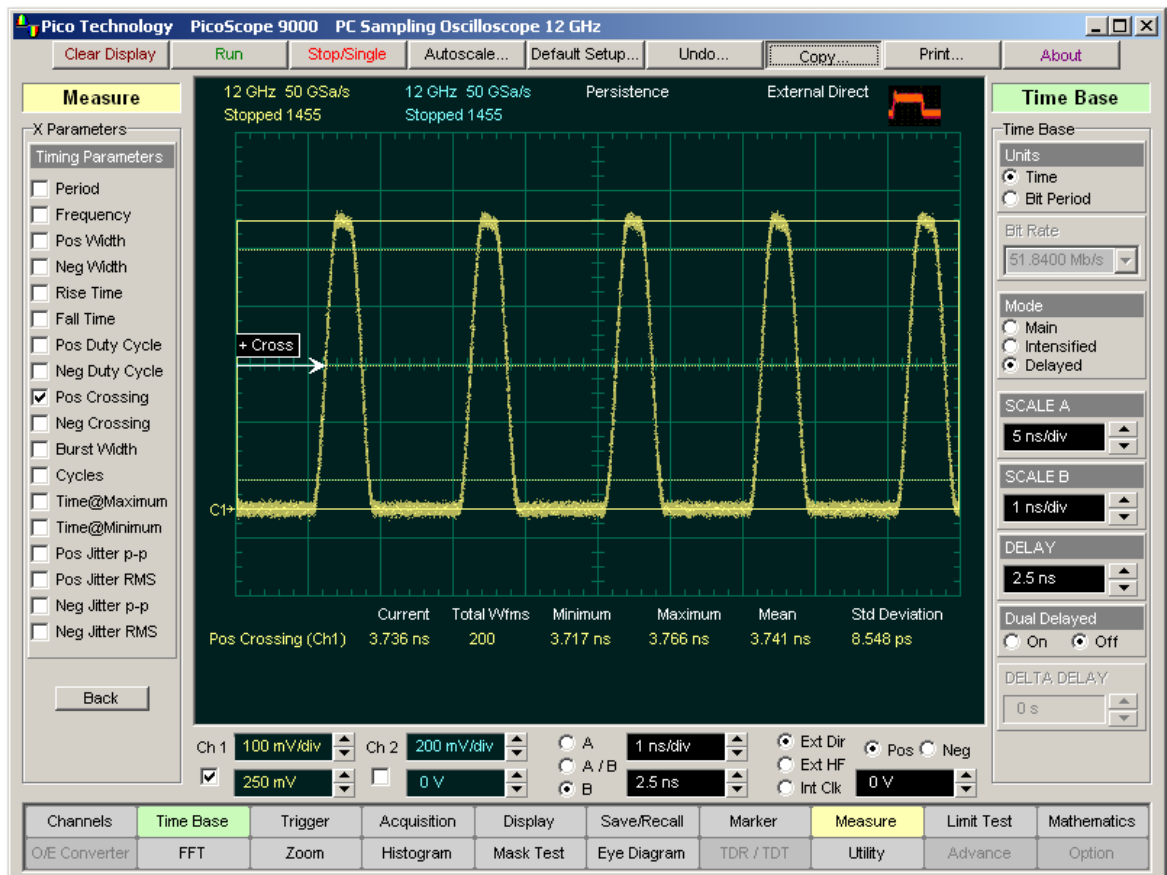 Pico Technology PicoScope 9000 PC Sampling Oscilloscope 12 GHz
Clear Display Run Stop/Single Autoscale... Default Setup... Undo... Copy... Print... About
Measure
X Parameters
Timing Parameters
Period
Frequency
Pos Width
Neg Width
Rise Time
Fall Time
Pos Duty Cycle
Neg Duty Cycle
Pos Crossing
Neg Crossing
Burst Width
Cycles
Time@Maximum
Time@Minimum
Pos Jitter p-p
Pos Jitter RMS
Neg Jitter p-p
Neg Jitter RMS
Back
12 GHz 50 GSa/s 12 GHz 50 GSa/s Persistence External Direct
Stopped 1455 Stopped 1455
+ Cross
C1
Current Total Wfms Minimum Maximum Mean Std Deviation
Pos Crossing (Ch1) 3.736 ns 200 3.717 ns 3.766 ns 3.741 ns 8.548 ps
Time Base
Time Base
Units
Time
Bit Period
Bit Rate
51.8400 Mb/s
Mode
Main
Intensified
Delayed
SCALE A
5 ns/div
SCALE B
1 ns/div
DELAY
2.5 ns
Dual Delayed
On Off
DELTA DELAY
0 s
Ch 1 100 mV/div Ch 2 200 mV/div A 1 ns/div Ext Dir Pos Neg
A / B Ext HF
250 mV 0 V B 2.5 ns Int Clk 0 V
Channels Time Base Trigger Acquisition Display Save/Recall Marker Measure Limit Test Mathematics
O/E Converter FFT Zoom Histogram Mask Test Eye Diagram TDR / TDT Utility Advance Option